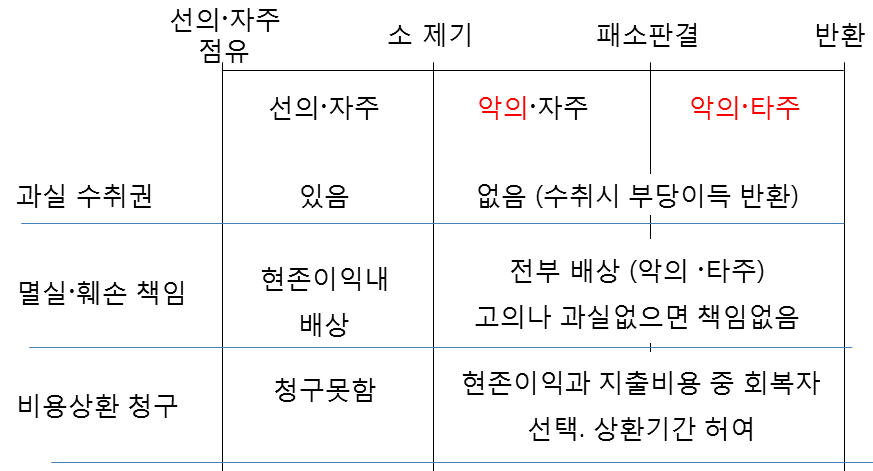 선의·자주
점유
소 제기
패소판결
반환
선의·자주
악의·자주
악의·타주
과실 수취권
있음
없음 (수취시 부당이득 반환)
멸실·훼손 책임
현존이익내
배상
전부 배상 (악의 ·타주)
고의나 과실없으면 책임없음
비용상환 청구
청구못함
현존이익과 지출비용 중 회복자
선택. 상환기간 허여